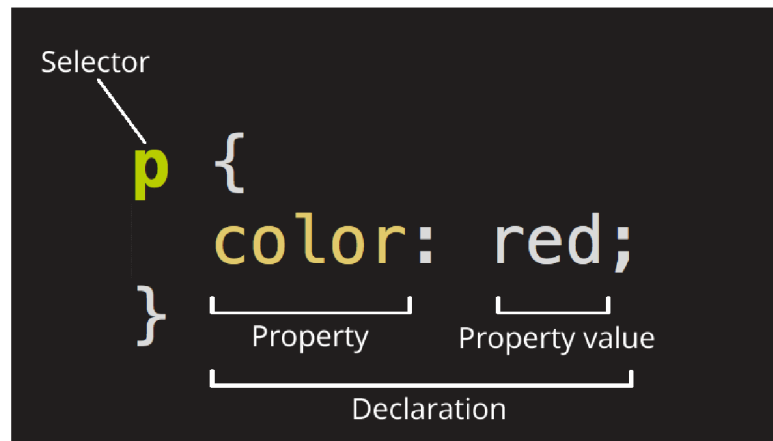 Selector
p {
color: red;
}
Property
Property value
Declaration